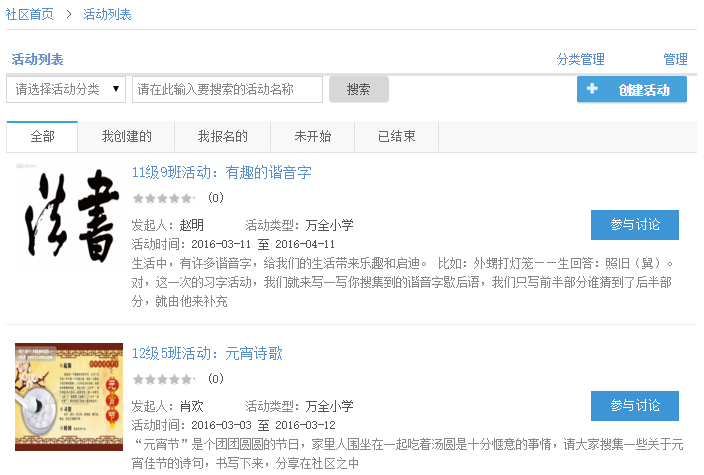 社区首页 > 活动列表
活动列表 分类管理 管理
请选择活动分类 请在此输入要搜索的活动名称 搜索 创建活动
全部 我创建的 我报名的 未开始 已结束
書法
11级9班活动：有趣的谐音字
(0)
发起人：赵明 活动类型：万全小学
参与讨论
活动时间：2016-03-11 至 2016-04-11
生活中，有许多谐音字，给我们的生活带来乐趣和启迪。 比如：外甥打灯笼－－生回答：照旧（舅）。
对，这一次的习字活动，我们就来写一写你搜集到的谐音字歇后语，我们只写前半部分谁猜到了后半部
分，就由他来补充
元宵节
12级5班活动：元宵诗歌
(0)
发起人：肖欢 活动类型：万全小学
参与讨论
活动时间：2016-03-03 至 2016-03-12
“元宵节”是个团团圆圆的节日，家里人围坐在一起吃着汤圆是十分惬意的事情，请大家搜集一些关于元
宵佳节的诗句，书写下来，分享在社区之中